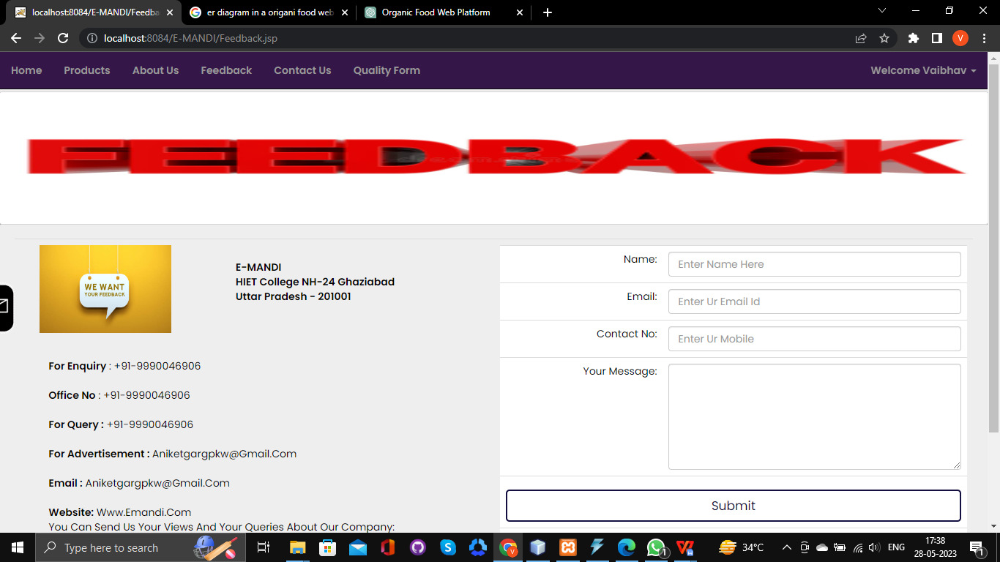 localhost:8084/E-MANDI/Feedba
er diagram in a origani food web
Organic Food Web Platform
localhost:8084/E-MANDI/Feedback.jsp
V
Home
Products
About Us
Feedback
Contact Us
Quality Form
Welcome Vaibhav
FEEDBACK
WE WANT
YOUR FEEDBACK
E-MANDI
HIET College NH-24 Ghaziabad
Uttar Pradesh - 201001
For Enquiry : +91-9990046906
Office No : +91-9990046906
For Query : +91-9990046906
For Advertisement : Aniketgargpkw@Gmail.Com
Email : Aniketgargpkw@Gmail.Com
Website: Www.Emandi.Com
You Can Send Us Your Views And Your Queries About Our Company:
Name:
Enter Name Here
Email:
Enter Ur Email Id
Contact No:
Enter Ur Mobile
Your Message:
Submit
Type here to search
34°C
ENG
17:38
28-05-2023
1